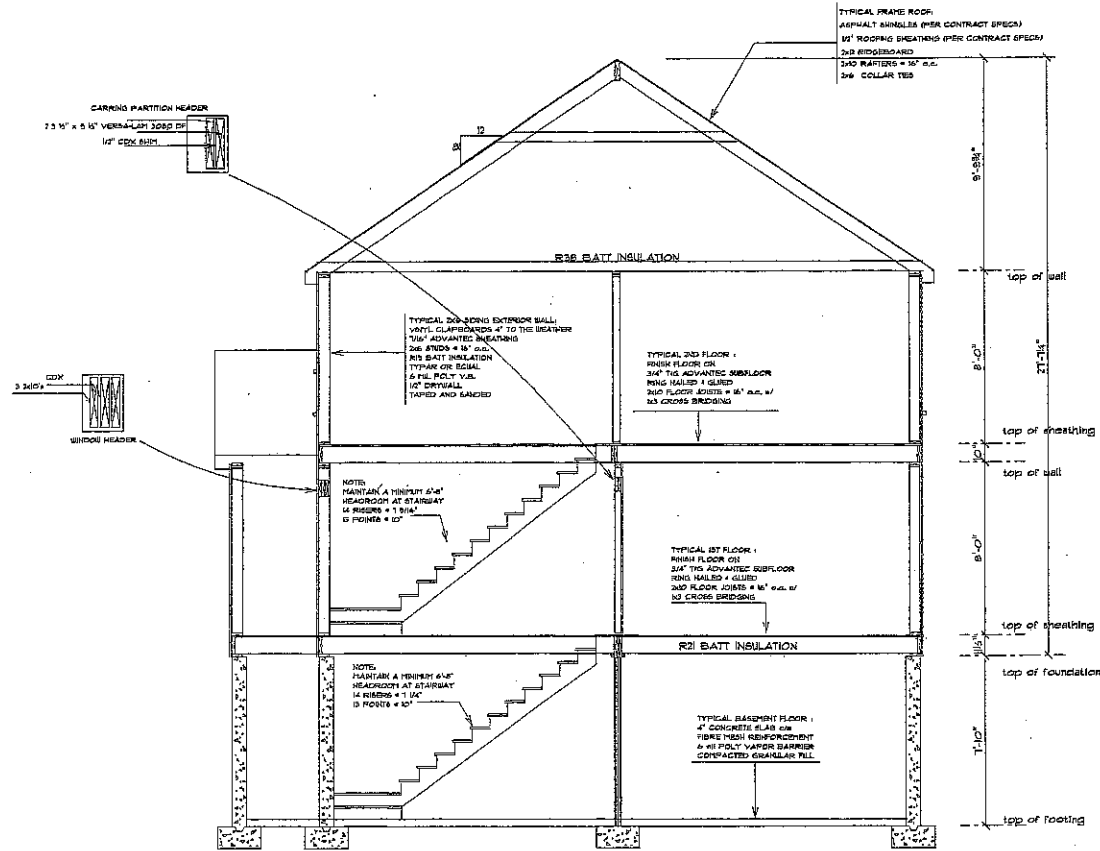 TYPICAL FRAME ROOF:
ASPHALT SHINGLES (PER CONTRACT SPECS)
1/2" ROOFING SHEATHING (PER CONTRACT SPECS)
2x12 RIDGEBOARD
2x10 RAFTERS @ 16" o.c.
2x6 COLLAR TIES
CARRING PARTITION HEADER
VERSA-LAM
1/2" CDX SHIM
12
8
R38 BATT INSULATION
top of wall
TYPICAL 2x6 SIDING EXTERIOR WALL:
VINYL CLAPBOARDS 4" TO THE WEATHER
7/16" ADVANTEC SHEATHING
2x6 STUDS @ 16" o.c.
BATT INSULATION
TYPAR OR EQUAL
6 MIL POLY V.B.
1/2" DRYWALL
TAPED AND SANDED
8'-0"
27'-7 1/4"
TYPICAL 2ND FLOOR :
FINISH FLOOR ON
3/4" T&G ADVANTEC SUBFLOOR
RING NAILED & GLUED
2x10 FLOOR JOISTS @ 16" o.c. w/
1x3 CROSS BRIDGING
CDX
3 2x10's
WINDOW HEADER
top of sheathing
10"
top of wall
NOTE:
MAINTAIN A MINIMUM 6'-8"
HEADROOM AT STAIRWAY
14 RISERS @ 7 9/16"
13 POINTS @ 10"
8'-0"
TYPICAL 1ST FLOOR :
FINISH FLOOR ON
3/4" T&G ADVANTEC SUBFLOOR
RING NAILED & GLUED
2x10 FLOOR JOISTS @ 16" o.c. w/
1x3 CROSS BRIDGING
top of sheathing
R21 BATT INSULATION
top of foundation
NOTE:
MAINTAIN A MINIMUM 6'-8"
HEADROOM AT STAIRWAY
14 RISERS @ 7 1/4"
13 POINTS @ 10"
7'-10"
TYPICAL BASEMENT FLOOR :
4" CONCRETE SLAB
FIBRE MESH REINFORCEMENT
6 mil POLY VAPOR BARRIER
COMPACTED GRANULAR FILL
top of footing